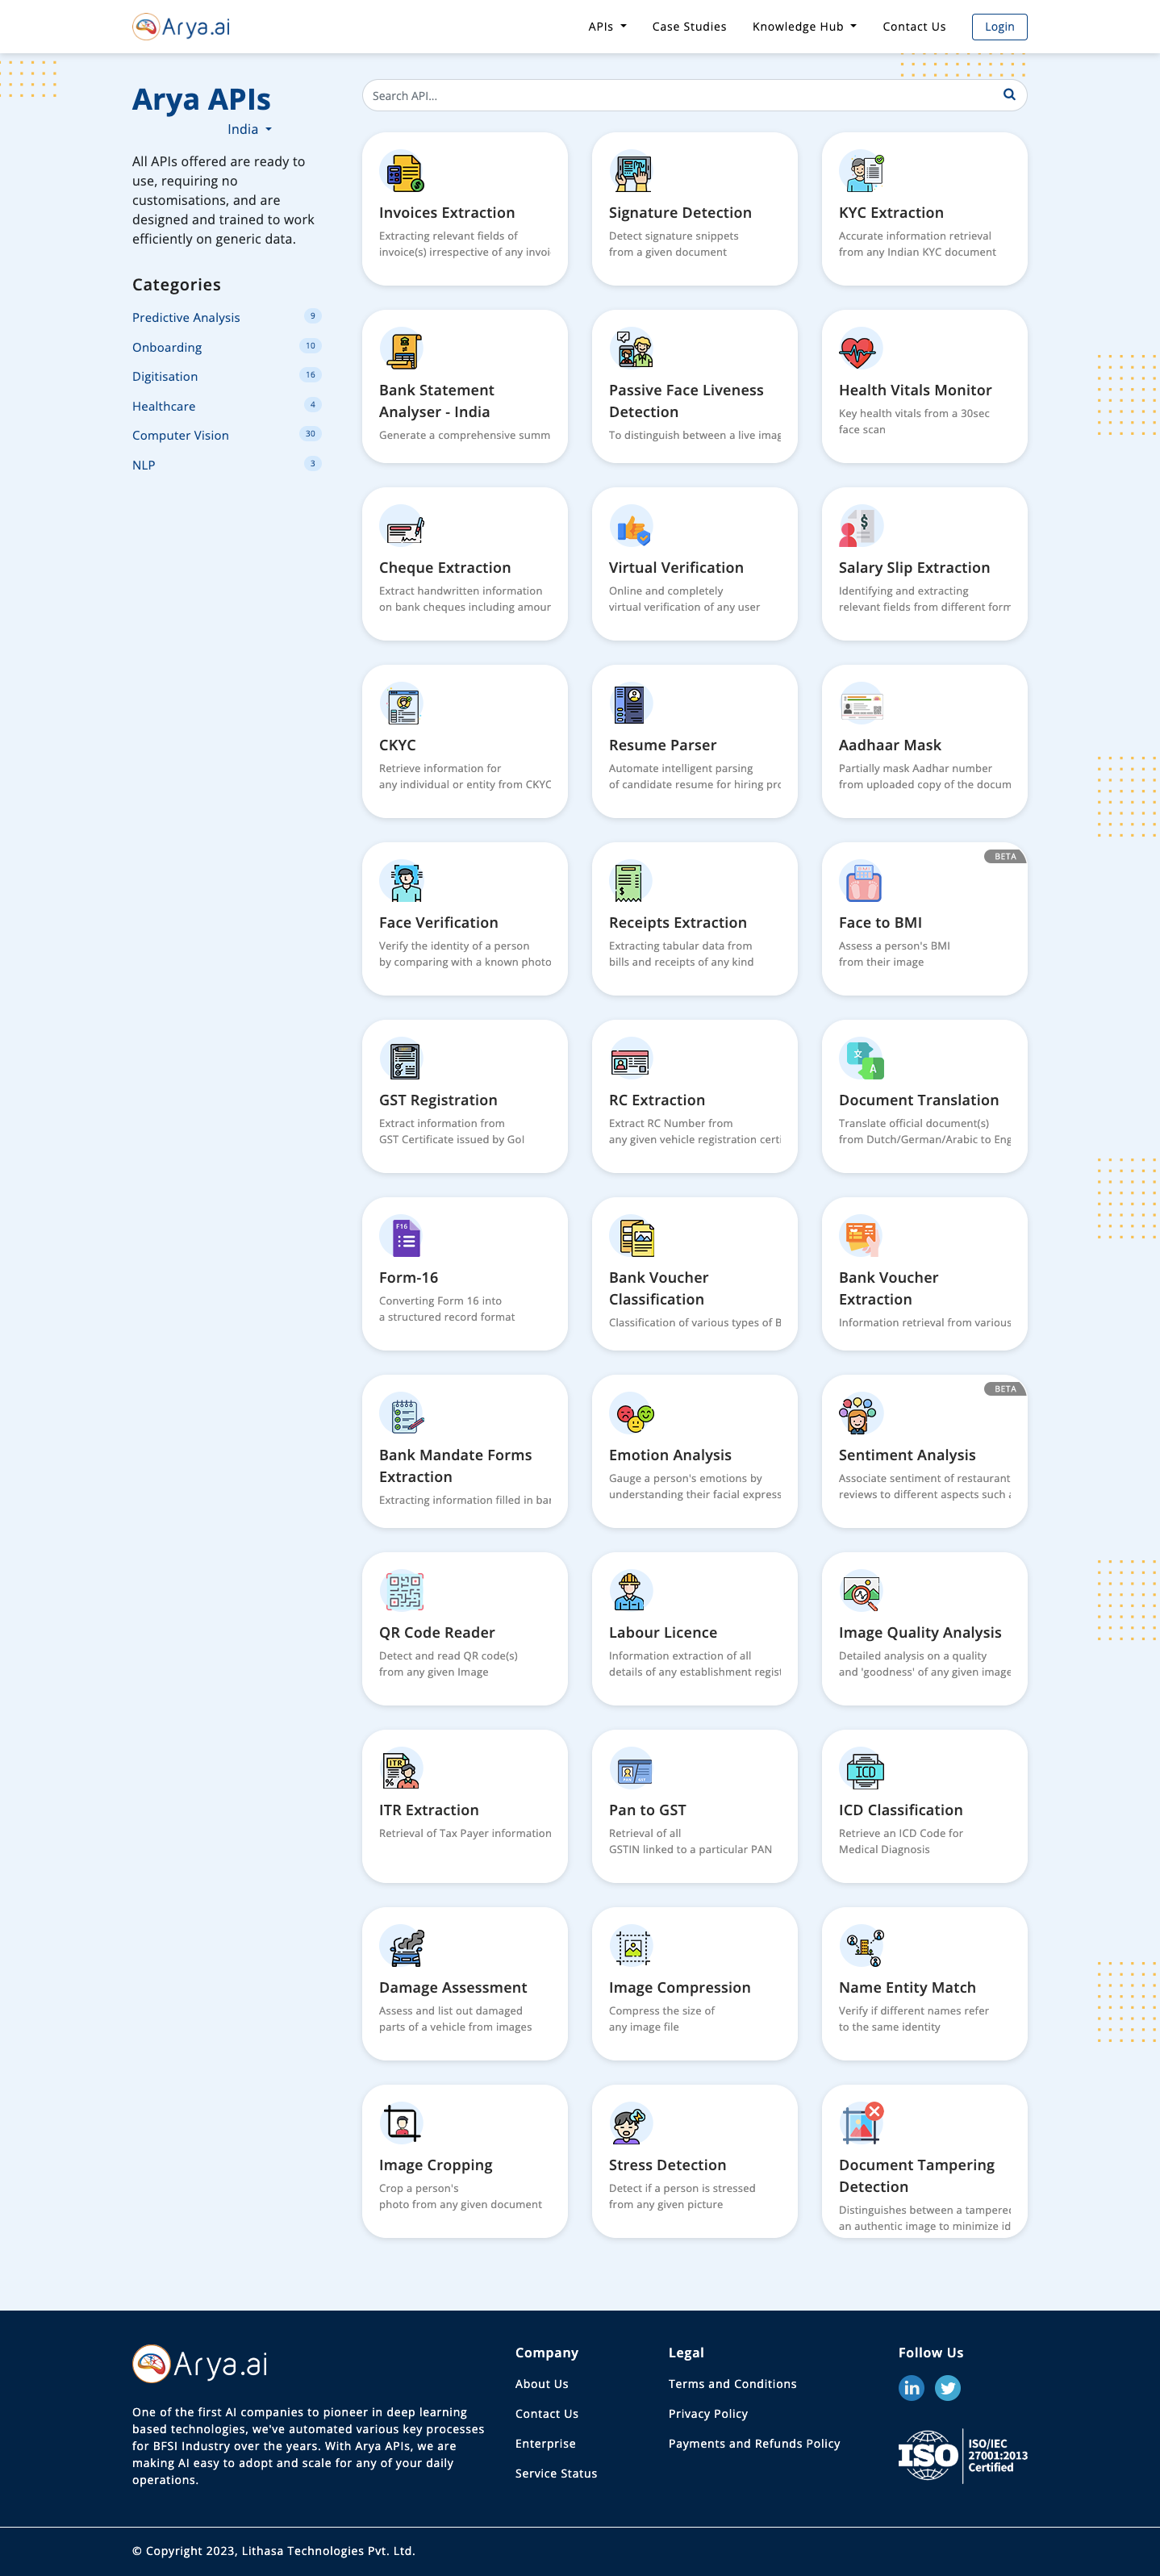 Arya.ai
APIs
Case Studies
Knowledge Hub
Contact Us
Login
Arya APIs
India
All APIs offered are ready to
use, requiring no
customisations, and are
designed and trained to work
efficiently on generic data.
Categories
Predictive Analysis 9
Onboarding 10
Digitisation 16
Healthcare 4
Computer Vision 30
NLP 3
Search API...
Invoices Extraction
Extracting relevant fields of
invoice(s) irrespective of any invoi
Signature Detection
Detect signature snippets
from a given document
KYC Extraction
Accurate information retrieval
from any Indian KYC document
Bank Statement
Analyser - India
Generate a comprehensive summ
Passive Face Liveness
Detection
To distinguish between a live imag
Health Vitals Monitor
Key health vitals from a 30sec
face scan
Cheque Extraction
Extract handwritten information
on bank cheques including amour
Virtual Verification
Online and completely
virtual verification of any user
Salary Slip Extraction
Identifying and extracting
relevant fields from different form
CKYC
Retrieve information for
any individual or entity from CKYC
Resume Parser
Automate intelligent parsing
of candidate resume for hiring pro
Aadhaar Mask
Partially mask Aadhar number
from uploaded copy of the docum
Face Verification
Verify the identity of a person
by comparing with a known photo
Receipts Extraction
Extracting tabular data from
bills and receipts of any kind
BETA
Face to BMI
Assess a person's BMI
from their image
GST Registration
Extract information from
GST Certificate issued by GoI
RC Extraction
Extract RC Number from
any given vehicle registration certi
Document Translation
Translate official document(s)
from Dutch/German/Arabic to Eng
F16
Form-16
Converting Form 16 into
a structured record format
Bank Voucher
Classification
Classification of various types of B
Bank Voucher
Extraction
Information retrieval from various
Bank Mandate Forms
Extraction
Extracting information filled in ban
Emotion Analysis
Gauge a person's emotions by
understanding their facial express
BETA
Sentiment Analysis
Associate sentiment of restaurant
reviews to different aspects such a
QR Code Reader
Detect and read QR code(s)
from any given Image
Labour Licence
Information extraction of all
details of any establishment regist
Image Quality Analysis
Detailed analysis on a quality
and 'goodness' of any given image
ITR
ITR Extraction
Retrieval of Tax Payer information
Pan to GST
Retrieval of all
GSTIN linked to a particular PAN
ICD
ICD Classification
Retrieve an ICD Code for
Medical Diagnosis
Damage Assessment
Assess and list out damaged
parts of a vehicle from images
Image Compression
Compress the size of
any image file
Name Entity Match
Verify if different names refer
to the same identity
Image Cropping
Crop a person's
photo from any given document
Stress Detection
Detect if a person is stressed
from any given picture
Document Tampering
Detection
Distinguishes between a tampered
an authentic image to minimize id
Arya.ai
One of the first AI companies to pioneer in deep learning
based technologies, we've automated various key processes
for BFSI Industry over the years. With Arya APIs, we are
making AI easy to adopt and scale for any of your daily
operations.
Company
About Us
Contact Us
Enterprise
Service Status
Legal
Terms and Conditions
Privacy Policy
Payments and Refunds Policy
Follow Us
in
ISO
ISO/IEC
27001:2013
Certified
© Copyright 2023, Lithasa Technologies Pvt. Ltd.